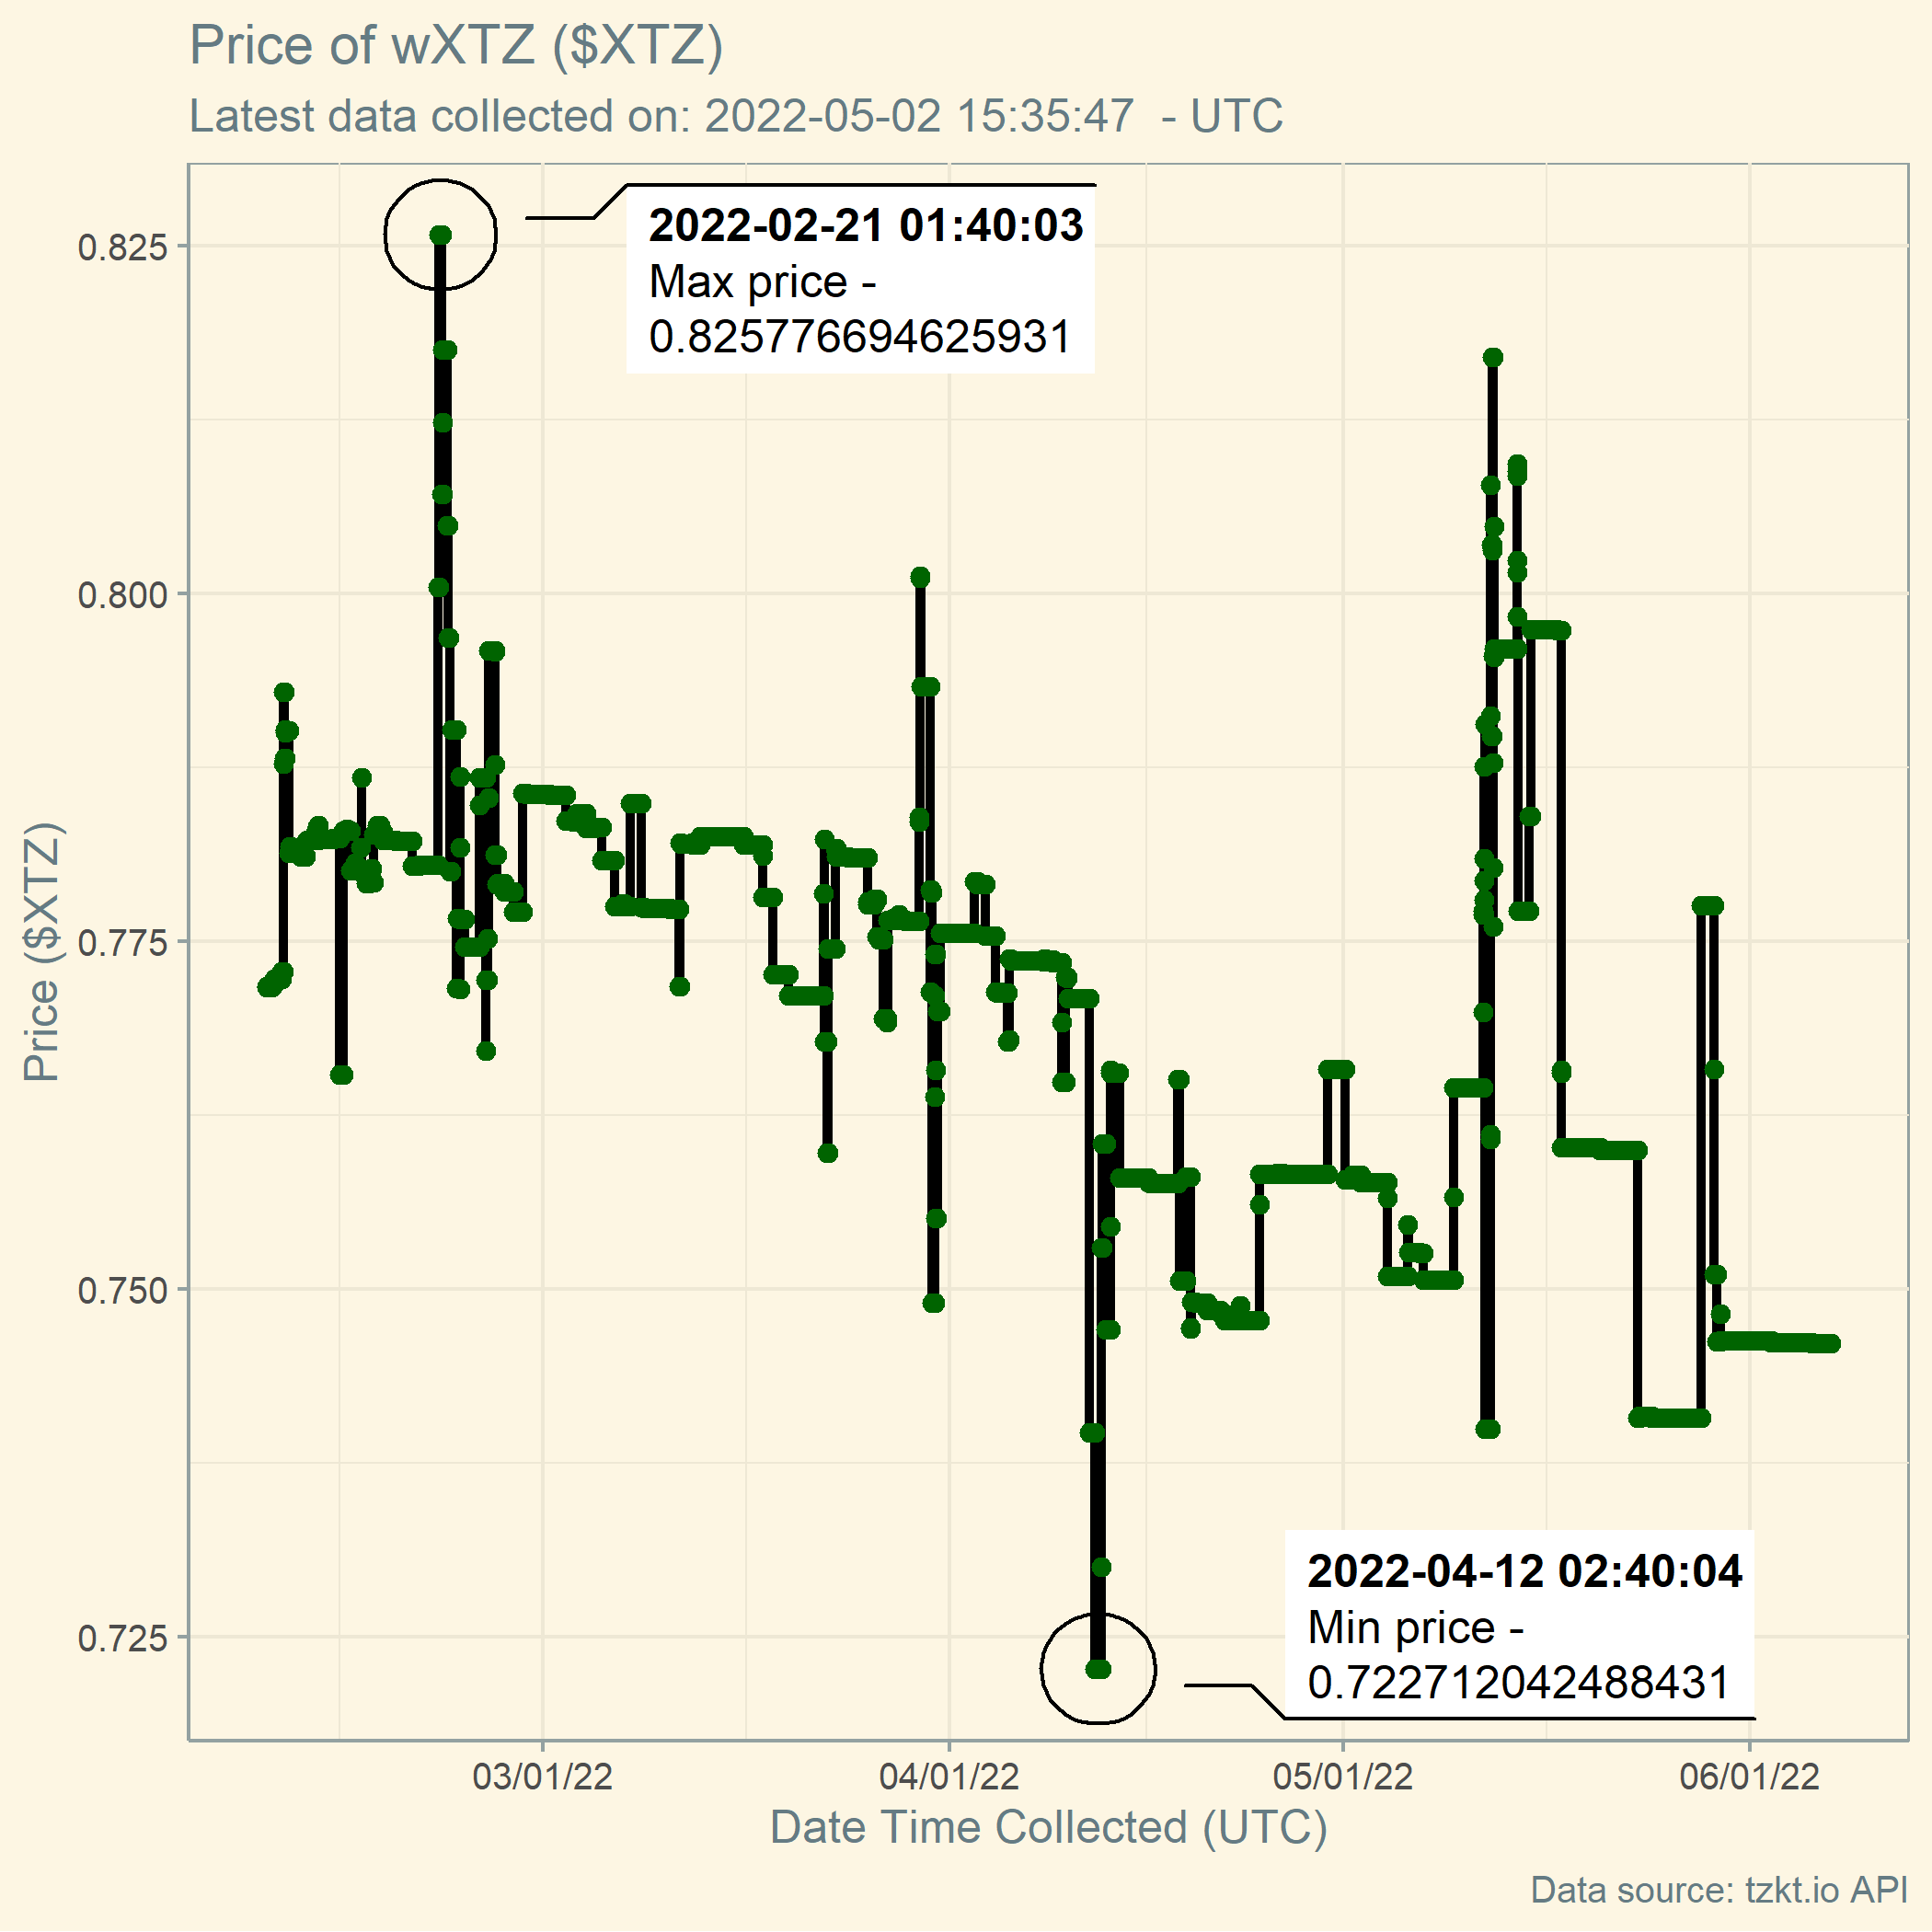 Price of wXTZ ($XTZ)
Latest data collected on: 2022-05-02 15:35:47  - UTC
2022-02-21 01:40:03
Max price -
0.825776694625931
0.825
0.800
0.775
0.750
0.725
Price ($XTZ)
2022-04-12 02:40:04
Min price -
0.722712042488431
03/01/22
04/01/22
05/01/22
06/01/22
Date Time Collected (UTC)
Data source: tzkt.io API